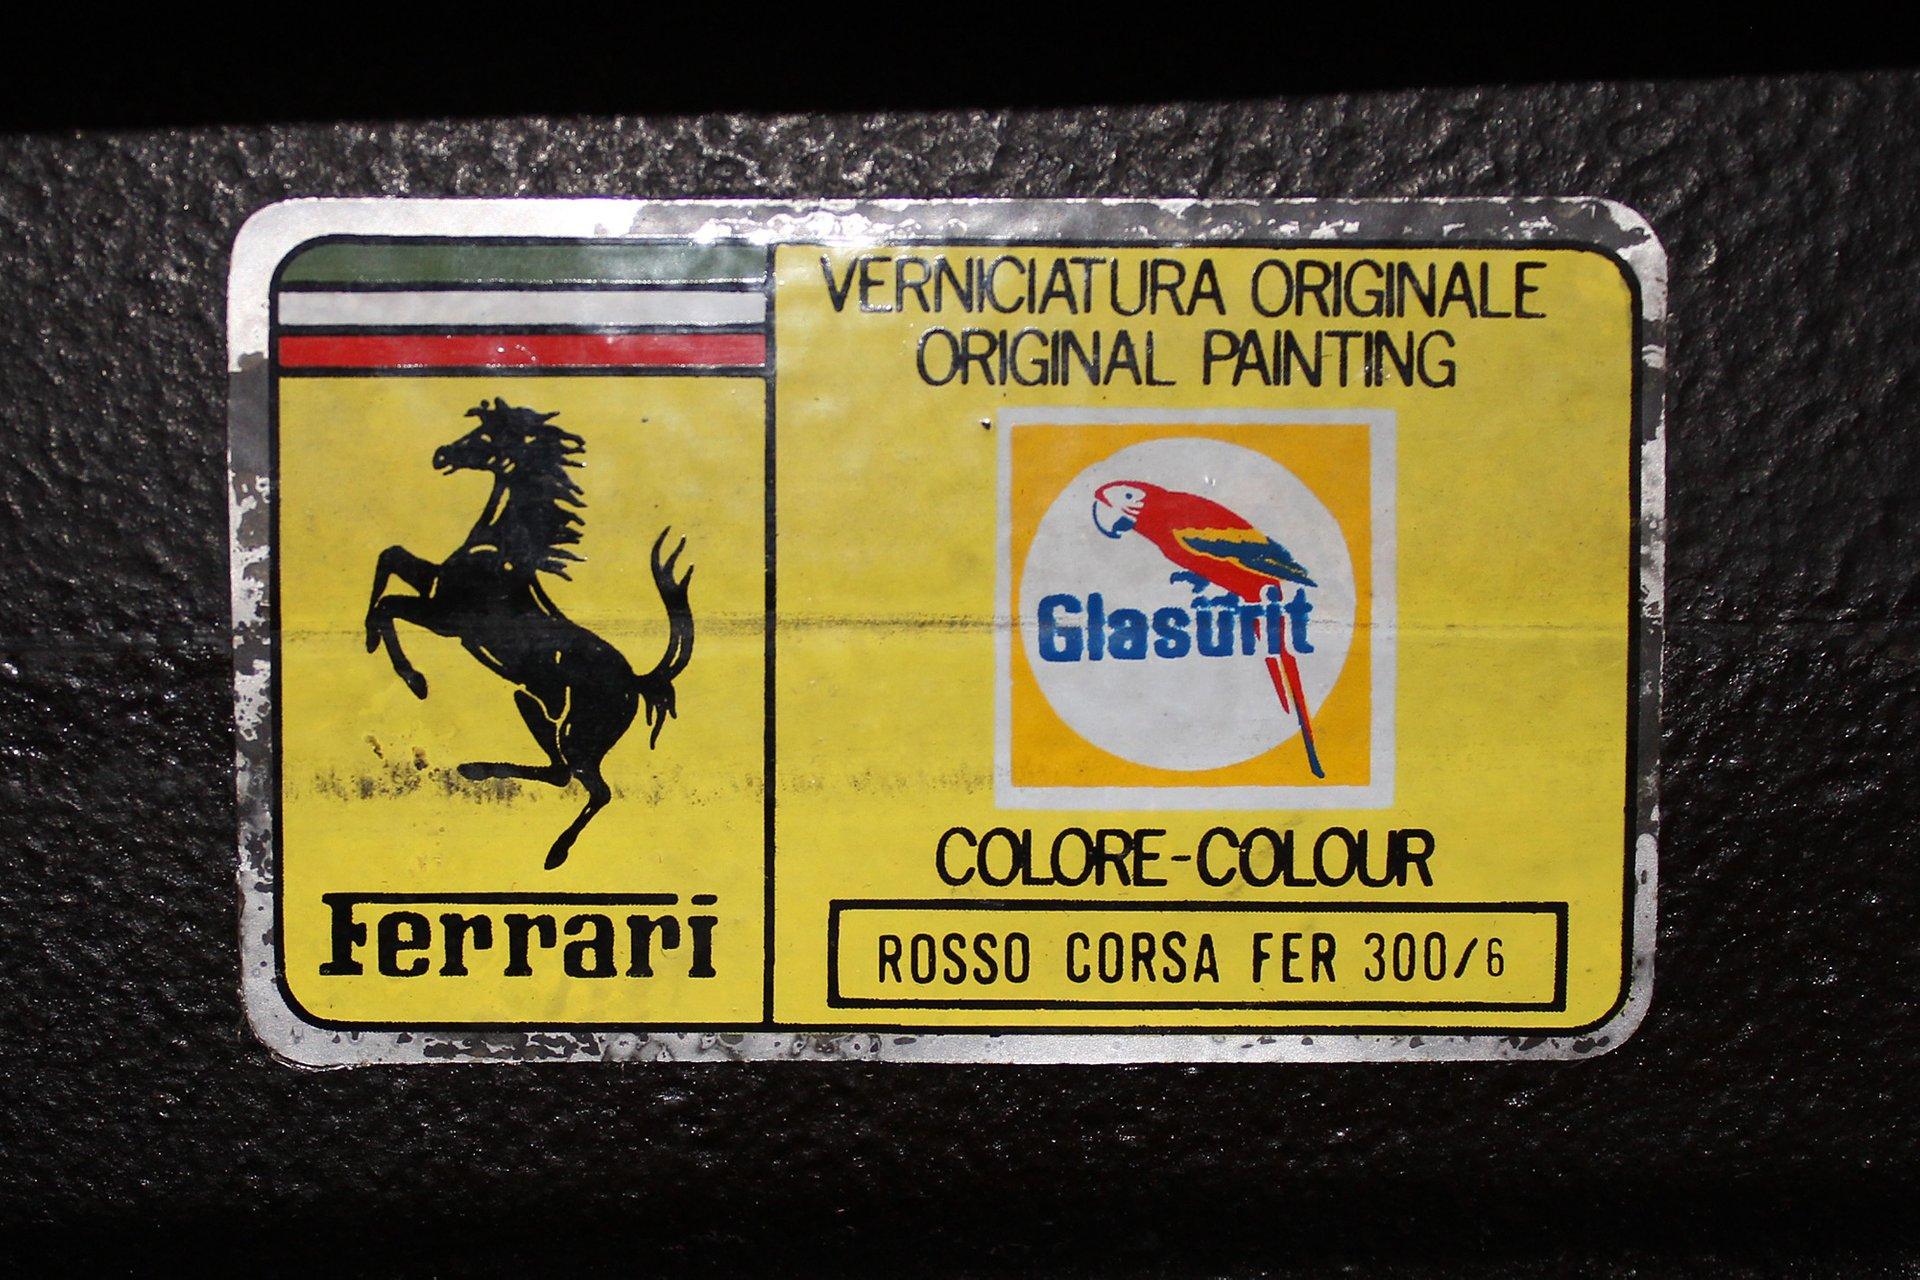 VERNICIATURA ORIGINALE
ORIGINAL PAINTING
Glasurit
COLORE-COLOUR
ROSSO CORSA FER 300/6
Ferrari